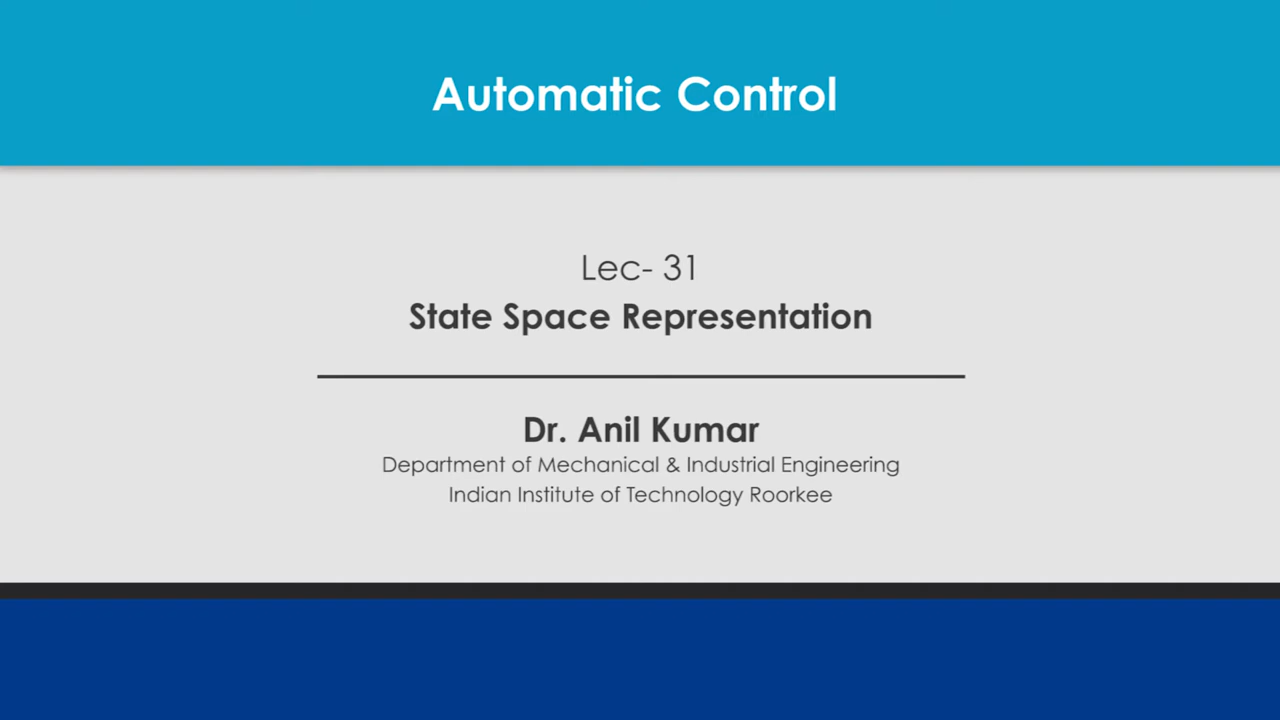 Automatic Control
Lec- 31
State Space Representation
Dr. Anil Kumar
Department of Mechanical & Industrial Engineering
Indian Institute of Technology Roorkee